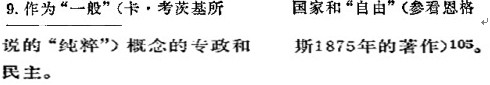 9. 作为“一般”(卡·考茨基所
说的“纯粹”)概念的专政和
民主。
国家和“自由”(参看恩格
斯1875年的著作)105。